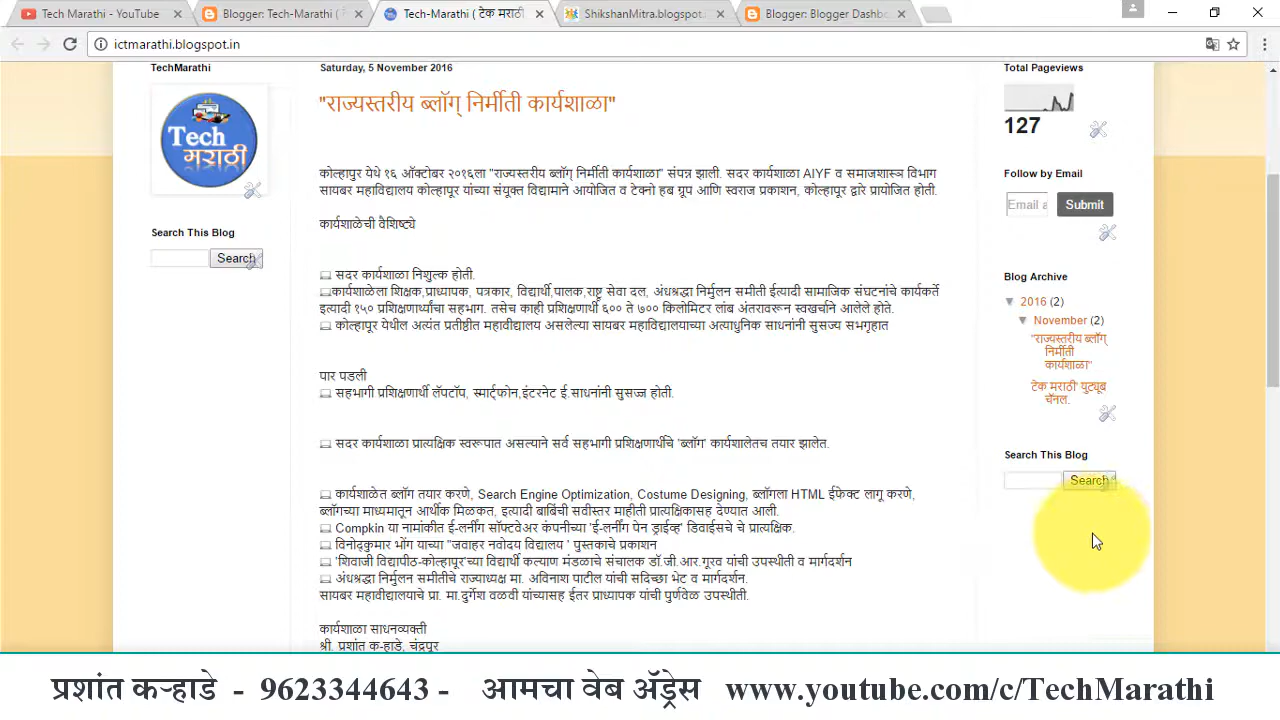 Tech Marathi - YouTube
Blogger: Tech-Marathi (
Tech-Marathi ( टेक मराठी
ShikshanMitra.blogspot.
Blogger: Blogger Dashb
ictmarathi.blogspot.in
TechMarathi
Tech
मराठी
Search This Blog
Search
Saturday, 5 November 2016
"राज्यस्तरीय ब्लॉग् निर्मीती कार्यशाळा"
कोल्हापुर येथे १६ ऑक्टोबर २०१६ला "राज्यस्तरीय ब्लॉग् निर्मीती कार्यशाळा" संपन्न झाली. सदर कार्यशाळा AIYF व समाजशास्ञ विभाग
सायबर महाविद्यालय कोल्हापूर यांच्या संयूक्त विद्यामाने आयोजित व टेक्नो हब ग्रूप आणि स्वराज प्रकाशन, कोल्हापूर द्वारे प्रायोजित होती.
कार्यशाळेची वैशिष्ट्ये
सदर कार्यशाळा निशुल्क होती.
कार्यशाळेला शिक्षक,प्राध्यापक, पत्रकार, विद्यार्थी,पालक,राष्ट्र सेवा दल, अंधश्रद्धा निर्मुलन समीती ईत्यादी सामाजिक संघटनांचे कार्यकर्ते
इत्यादी १५० प्रशिक्षणार्थ्यांचा सहभाग. तसेच काही प्रशिक्षणार्थी ६०० ते ७०० किलोमिटर लांब अंतरावरून स्वखर्चाने आलेले होते.
कोल्हापूर येथील अत्यंत प्रतीष्ठीत महावीद्यालय असलेल्या सायबर महाविद्यालयाच्या अत्याधुनिक साधनांनी सुसज्य सभगृहात
पार पडली
सहभागी प्रशिक्षणार्थी लॅपटॉप, स्मार्ट्फोन,इंटरनेट ई.साधनांनी सुसज्ज होती.
सदर कार्यशाळा प्रात्यक्षिक स्वरूपात असल्याने सर्व सहभागी प्रशिक्षणार्थीचे 'ब्लॉग' कार्यशालेतच तयार झालेत.
कार्यशाळेत ब्लॉग तयार करणे, Search Engine Optimization, Costume Designing, ब्लॉगला HTML ईफेक्ट लागू करणे,
ब्लॉगच्या माध्यमातून आर्थीक मिळकत, इत्यादी बाबिंची सवीस्तर माहीती प्रात्यक्षिकासह देण्यात आली.
Compkin या नामांकीत ई-लर्नीग सॉफ्टवेअर कंपनीच्या 'ई-लर्नीग पेन ड्राईव्ह' डिवाईसचे चे प्रात्यक्षिक.
विनोद्कुमार भोंग याच्या "जवाहर नवोदय विद्यालय ' पुस्तकाचे प्रकाशन
'शिवाजी विद्यापीठ-कोल्हापूर'च्या विद्यार्थी कल्याण मंडळाचे संचालक डॉ.जी.आर.गूरव यांची उपस्थीती व मार्गदर्शन
अंधश्रद्धा निर्मुलन समीतीचे राज्याध्यक्ष मा. अविनाश पाटील यांची सदिच्छा भेट व मार्गदर्शन.
सायबर महाविद्यालयाचे प्रा. मा.दुर्गेश वळवी यांच्यासह ईतर प्राध्यापक यांची पुर्णवेळ उपस्थीती.
कार्यशाळा साधनव्यक्ती
श्री. प्रशांत क-हाडे, चंद्रपूर
Total Pageviews
127
Follow by Email
Email a
Submit
Blog Archive
2016 (2)
November (2)
"राज्यस्तरीय ब्लॉग्
निर्मीती
कार्यशाळा"
टेक मराठी युट्यूब
चॅनल.
Search This Blog
Search
प्रशांत कऱ्हाडे - 9623344643 - आमचा वेब ॲड्रेस www.youtube.com/c/TechMarathi